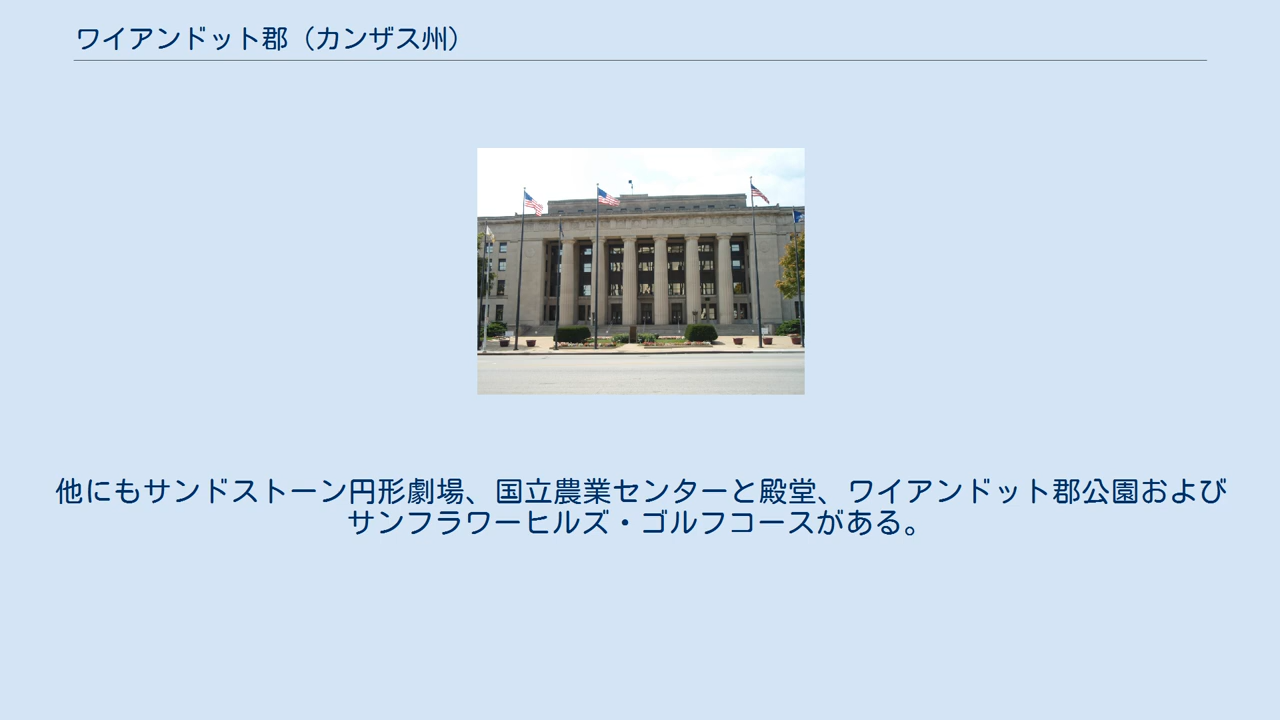 ワイアンドット郡（カンザス州）
他にもサンドストーン円形劇場、国立農業センターと殿堂、ワイアンドット郡公園および
サンフラワーヒルズ・ゴルフコースがある。